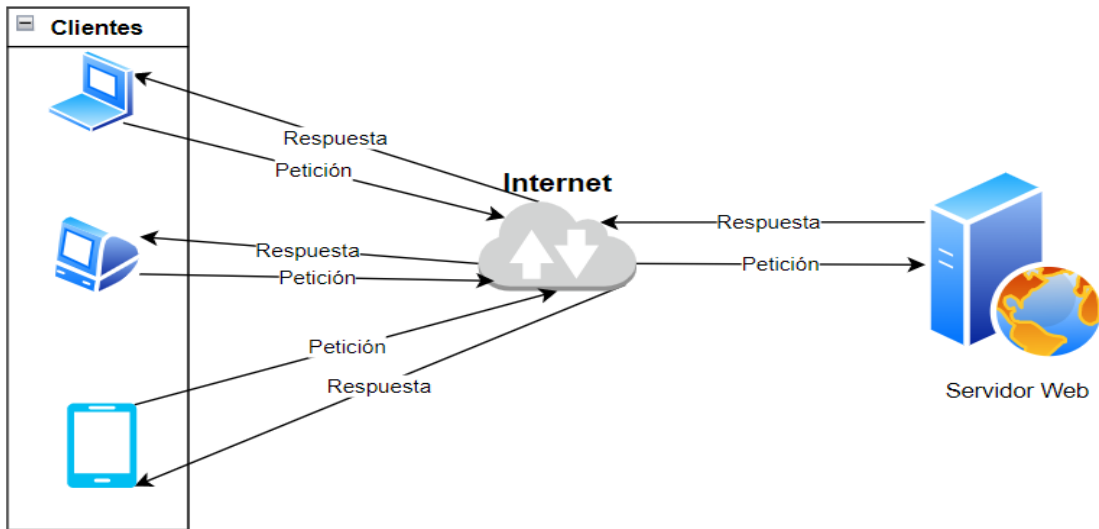 Clientes
Respuesta
Petición
Internet
Respuesta
Respuesta
Petición
Petición
Petición
Respuesta
Servidor Web